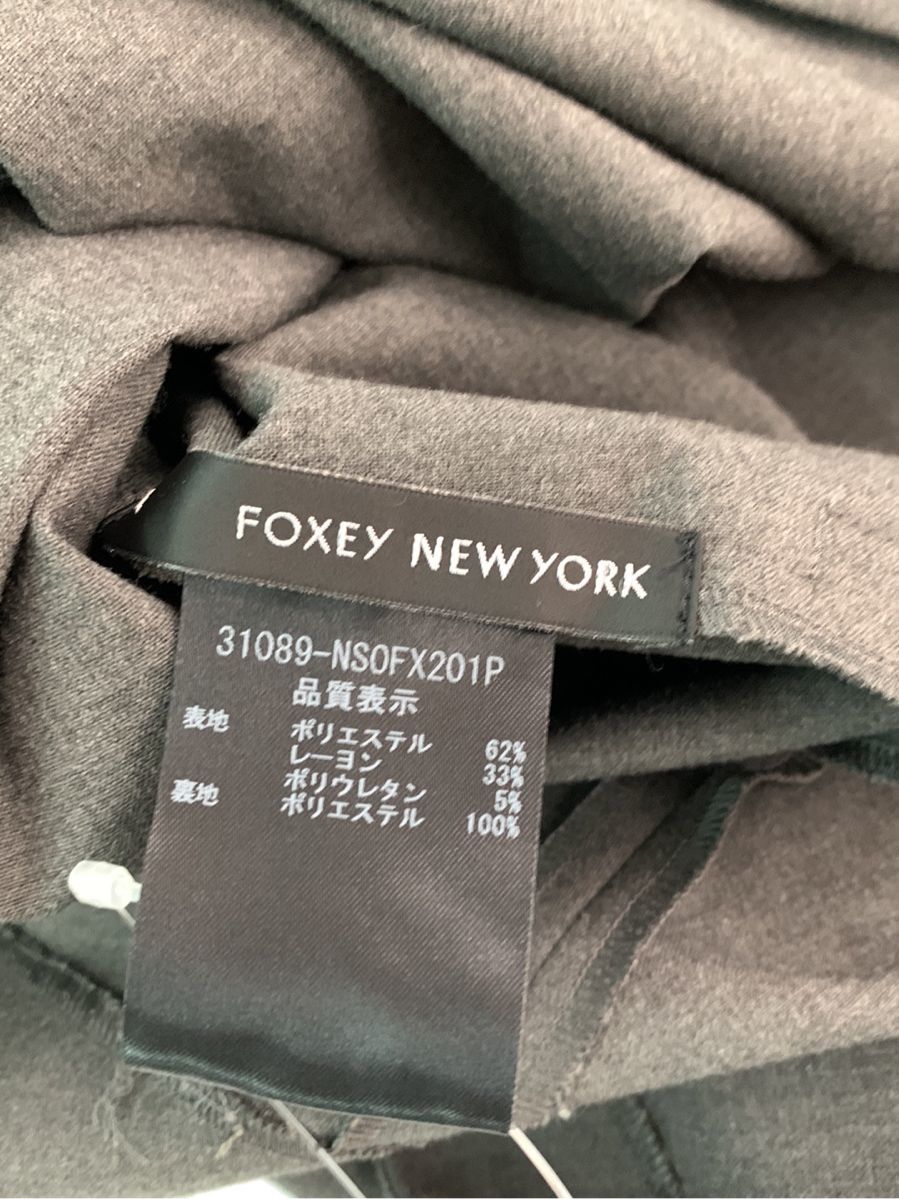 FOXEY NEW YORK
31089-NSOFX201P
品質表示
表地 ポリエステル 62%
レーヨン 33%
ポリウレタン 5%
裏地 ポリエステル 100%